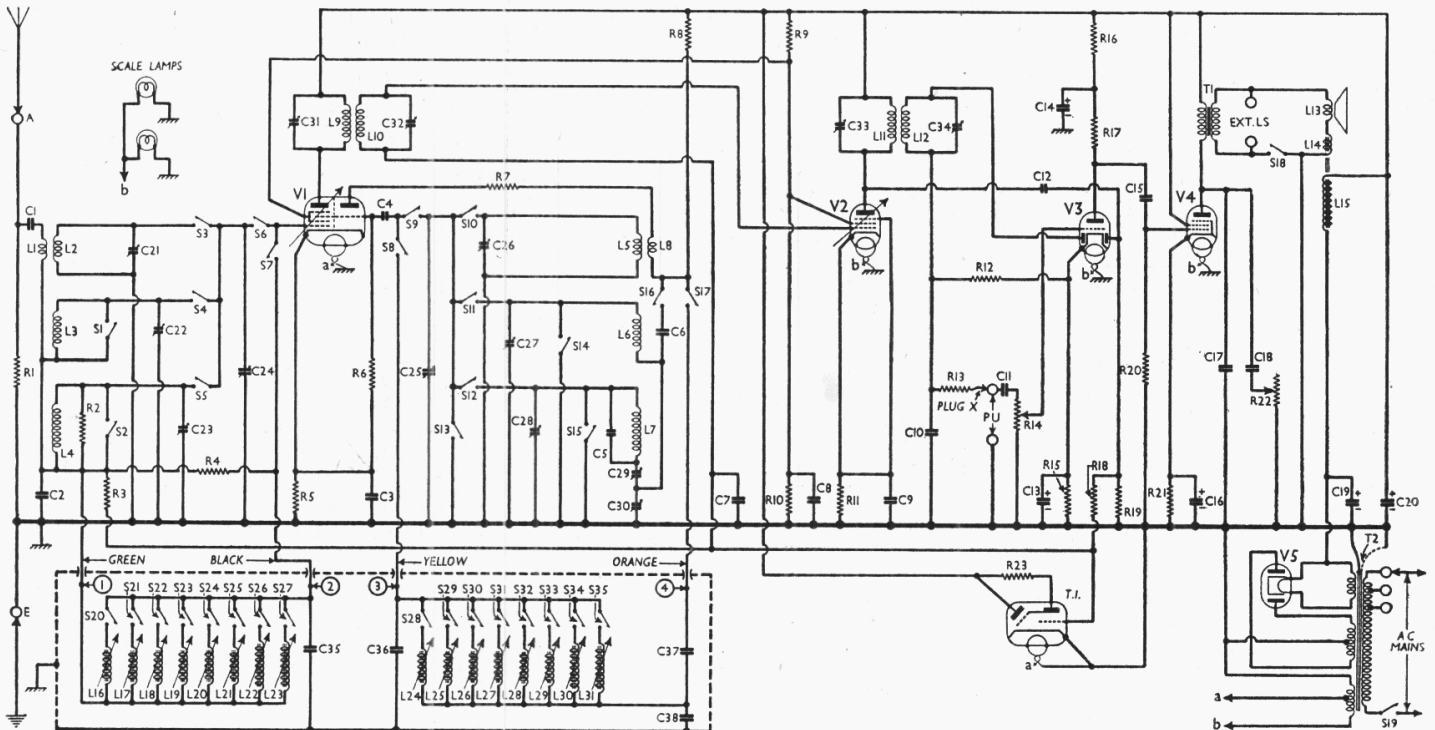 SCALE LAMPS
b
A
C1
L1
L2
C21
S3
S6
S7
L3
S1
C22
S4
R1
L4
R2
S2
C23
S5
C24
R4
C2
R3
E
C31
L9
L10
C32
V1
a
C4
S9
S8
R7
S10
C26
L5
L8
C25
R6
S11
C27
S14
L6
S16
S17
C6
S12
S13
C28
S15
C5
L7
C29
C30
R5
C3
R8
R9
C33
L11
L12
C34
V2
b
C12
R12
C7
R10
C8
R11
C9
C10
R13
PLUG X
PU
C11
R14
C13
R15
R18
R19
R16
C14
R17
V3
b
C15
R20
V4
b
R21
C16
T1
EXT. LS
S18
L13
L14
L15
C17
C18
R22
C19
C20
GREEN
BLACK
YELLOW
ORANGE
1
2
3
4
S20
S21
S22
S23
S24
S25
S26
S27
L16
L17
L18
L19
L20
L21
L22
L23
C35
C36
S28
S29
S30
S31
S32
S33
S34
S35
L24
L25
L26
L27
L28
L29
L30
L31
C37
C38
R23
T.I.
a
V5
T2
AC
MAINS
S19
a
b